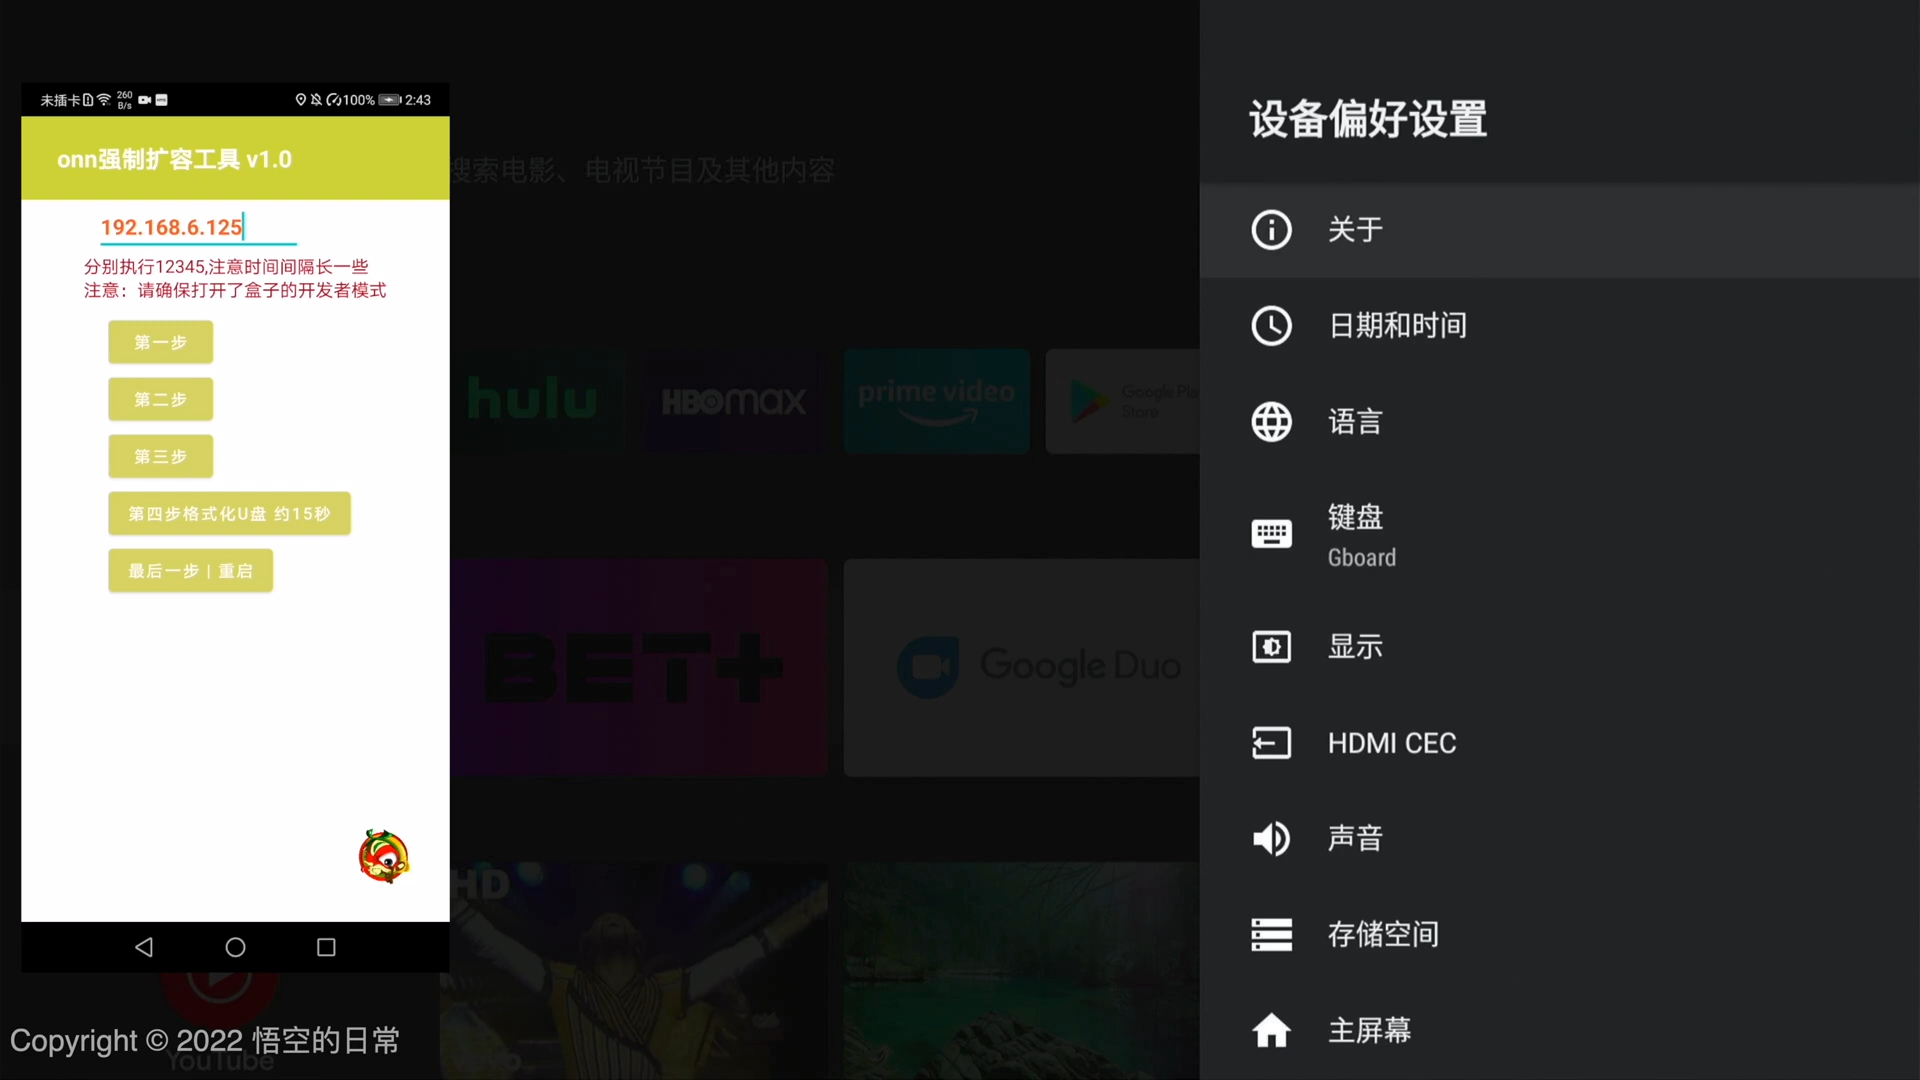 未插卡 260 B/s 100% 2:43
onn强制扩容工具 v1.0
192.168.6.125
分别执行12345,注意时间间隔长一些
注意：请确保打开了盒子的开发者模式
第一步
第二步
第三步
第四步格式化U盘 约15秒
最后一步 | 重启
搜索电影、电视节目及其他内容
hulu
HBOmax
prime video
Google Pla
Store
BET+
Google Duo
HD
YouTube
Copyright © 2022 悟空的日常
设备偏好设置
关于
日期和时间
语言
键盘
Gboard
显示
HDMI CEC
声音
存储空间
主屏幕